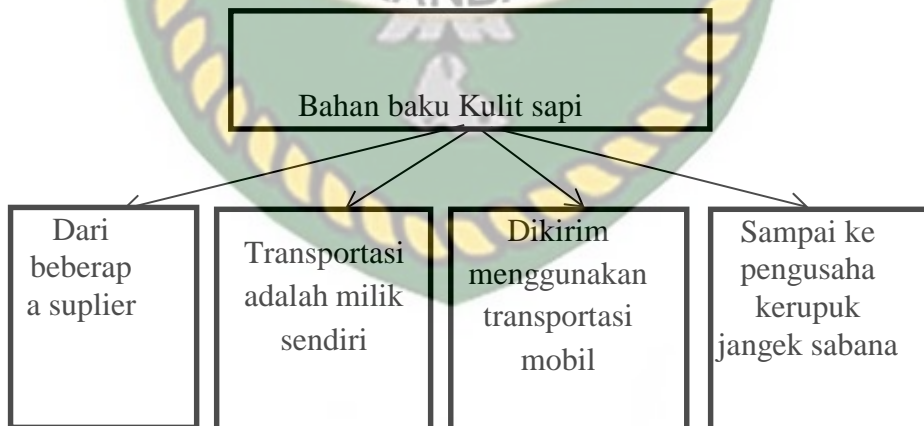 Bahan baku Kulit sapi
Dari
beberap
a suplier
Transportasi
adalah milik
sendiri
Dikirim
menggunakan
transportasi
mobil
Sampai ke
pengusaha
kerupuk
jangek sabana